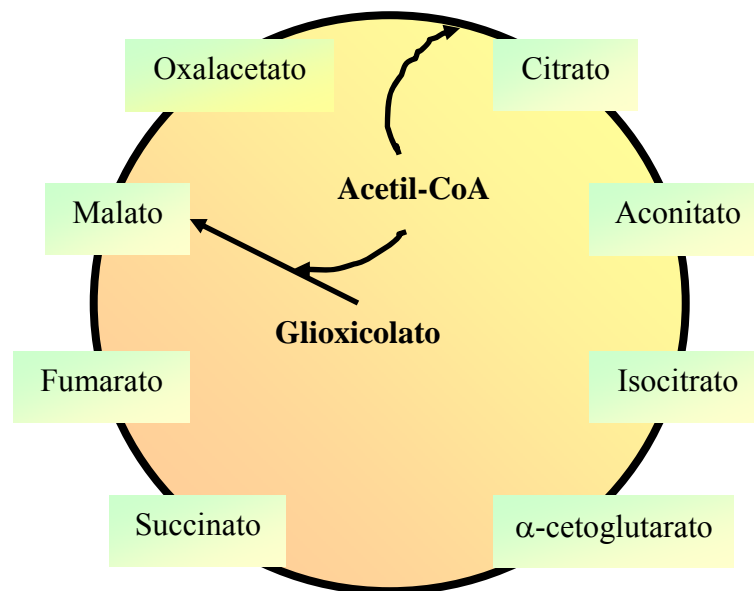 Oxalacetato
Citrato
Acetil-CoA
Malato
Aconitato
Glioxicolato
Fumarato
Isocitrato
Succinato
α-cetoglutarato